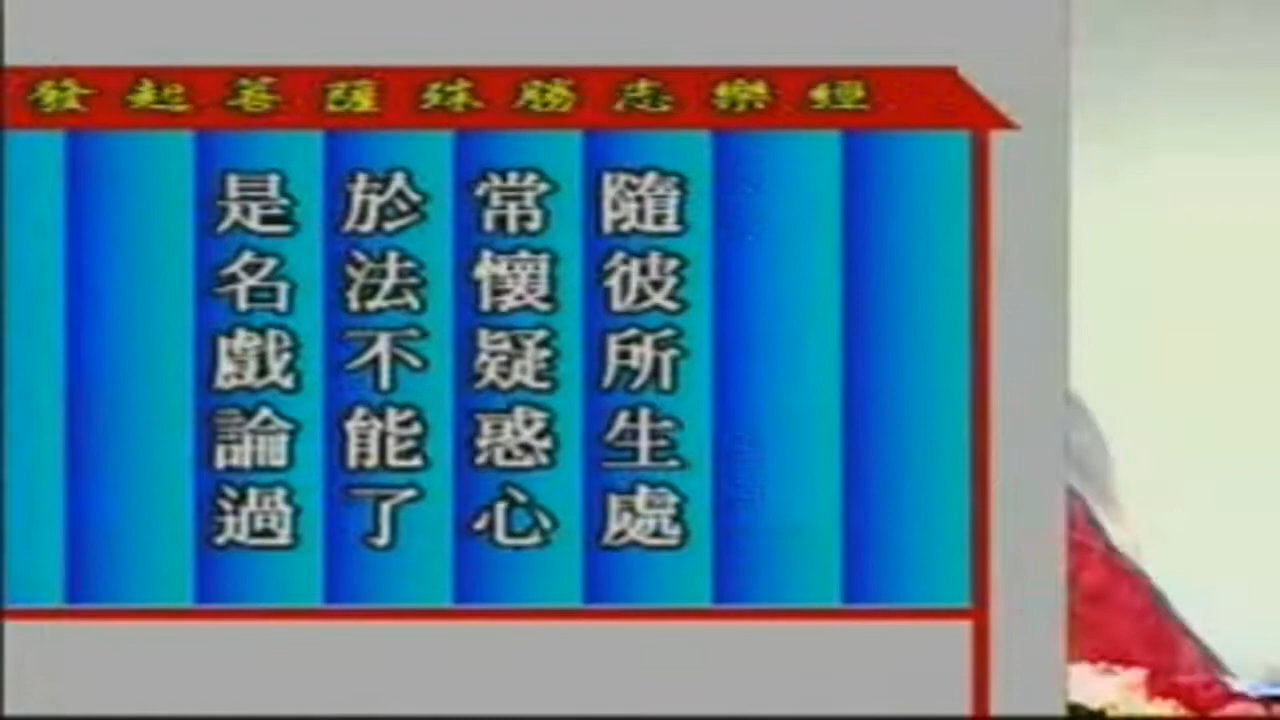 發起菩薩殊勝志樂經
隨彼所生處
常懷疑惑心
於法不能了
是名戲論過